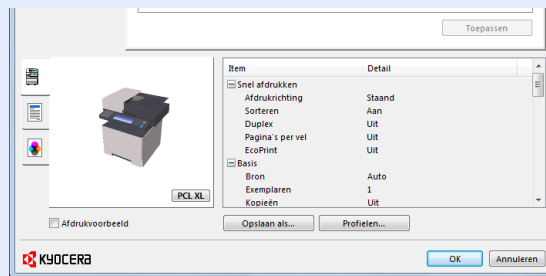 Toepassen
Item Detail
Snel afdrukken
Afdrukrichting Staand
Sorteren Aan
Duplex Uit
Pagina's per vel Uit
EcoPrint Uit
Basis
Bron Auto
Exemplaren 1
Kopieën Uit
PCL XL
Afdrukvoorbeeld Opslaan als... Profielen...
KYOCERA OK Annuleren